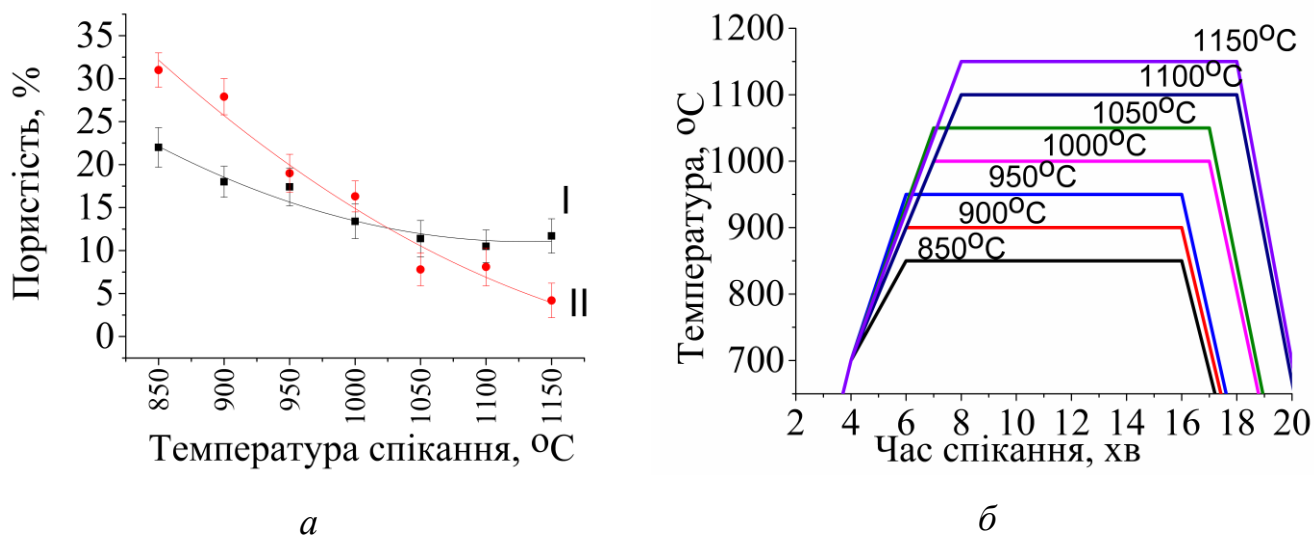 Пористість, %
35
30
25
20
15
10
5
0
I
II
850
900
950
1000
1050
1100
1150
Температура спікання, ºC
а
Температура, ºC
1200
1100
1000
900
800
700
1150ºC
1100ºC
1050ºC
1000ºC
950ºC
900ºC
850ºC
2 4 6 8 10 12 14 16 18 20
Час спікання, хв
б